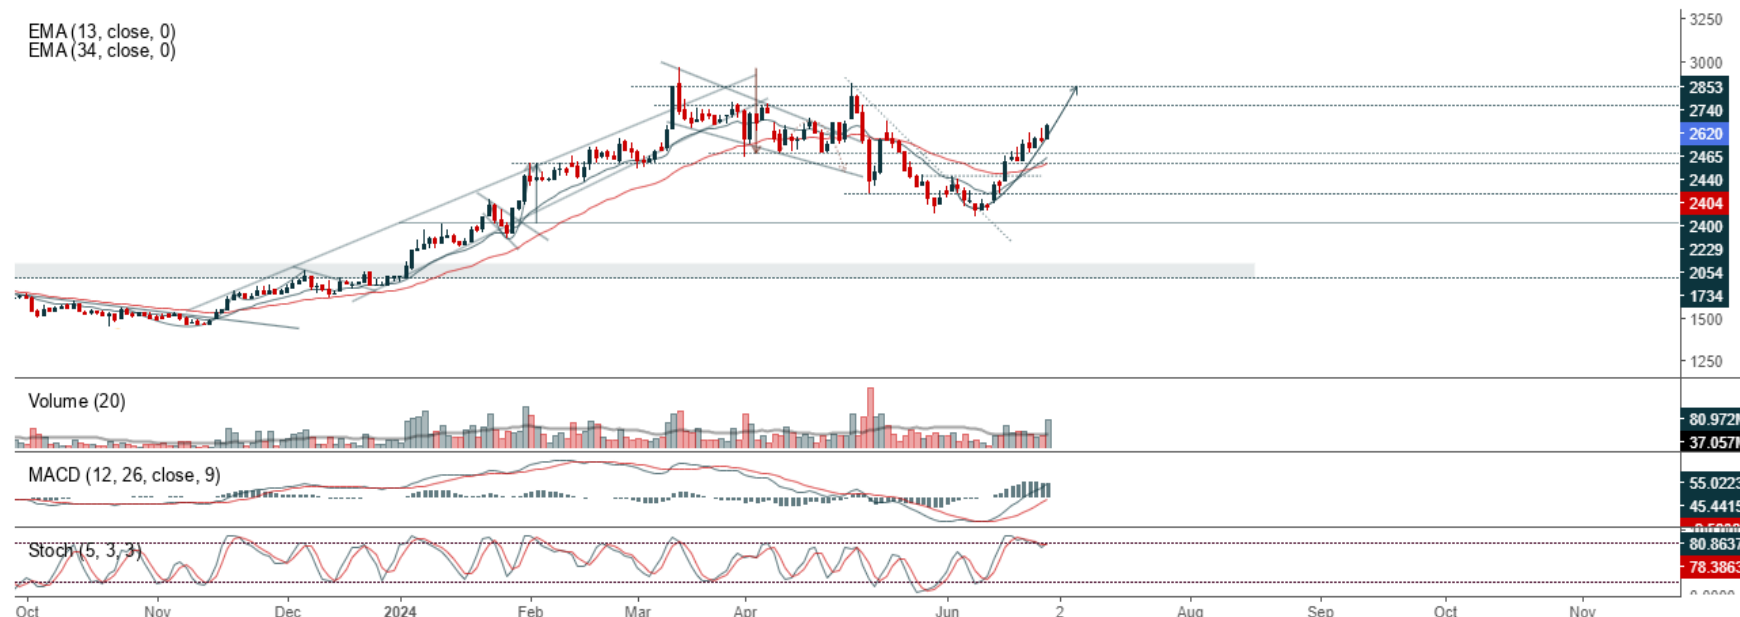 EMA (13, close, 0)
EMA (34, close, 0)
3250
3000
2853
2740
2620
2465
2440
2404
2400
2229
2054
1734
1500
1250
Volume (20)
80.972M
37.057M
MACD (12, 26, close, 9)
55.0223
45.4415
Stoch (5, 3, 3)
80.8637
78.3863
Oct Nov Dec 2024 Feb Mar Apr Jun 2 Aug Sep Oct Nov